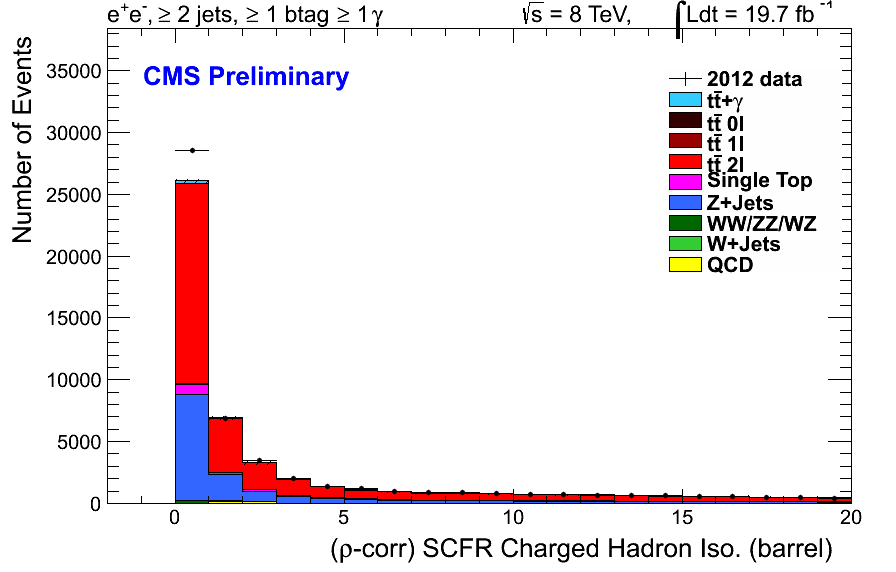 e⁺e⁻, ≥ 2 jets, ≥ 1 btag ≥ 1 γ √s = 8 TeV, ∫Ldt = 19.7 fb⁻¹
CMS Preliminary
Number of Events
35000
30000
25000
20000
15000
10000
5000
0
2012 data
tt̄+γ
tt̄ 0l
tt̄ 1l
tt̄ 2l
Single Top
Z+Jets
WW/ZZ/WZ
W+Jets
QCD
0 5 10 15 20
(ρ-corr) SCFR Charged Hadron Iso. (barrel)